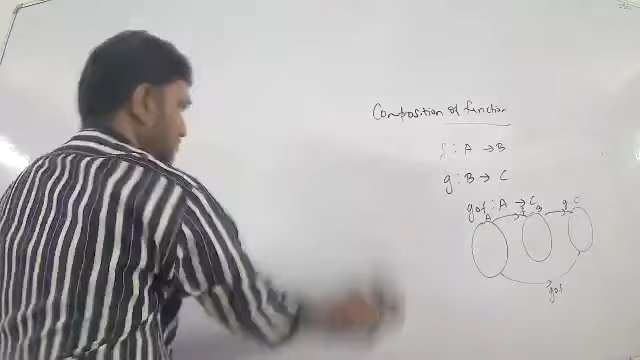 Composition of function
f : A → B
g : B → C
gof : A → C
A f B g C
gof